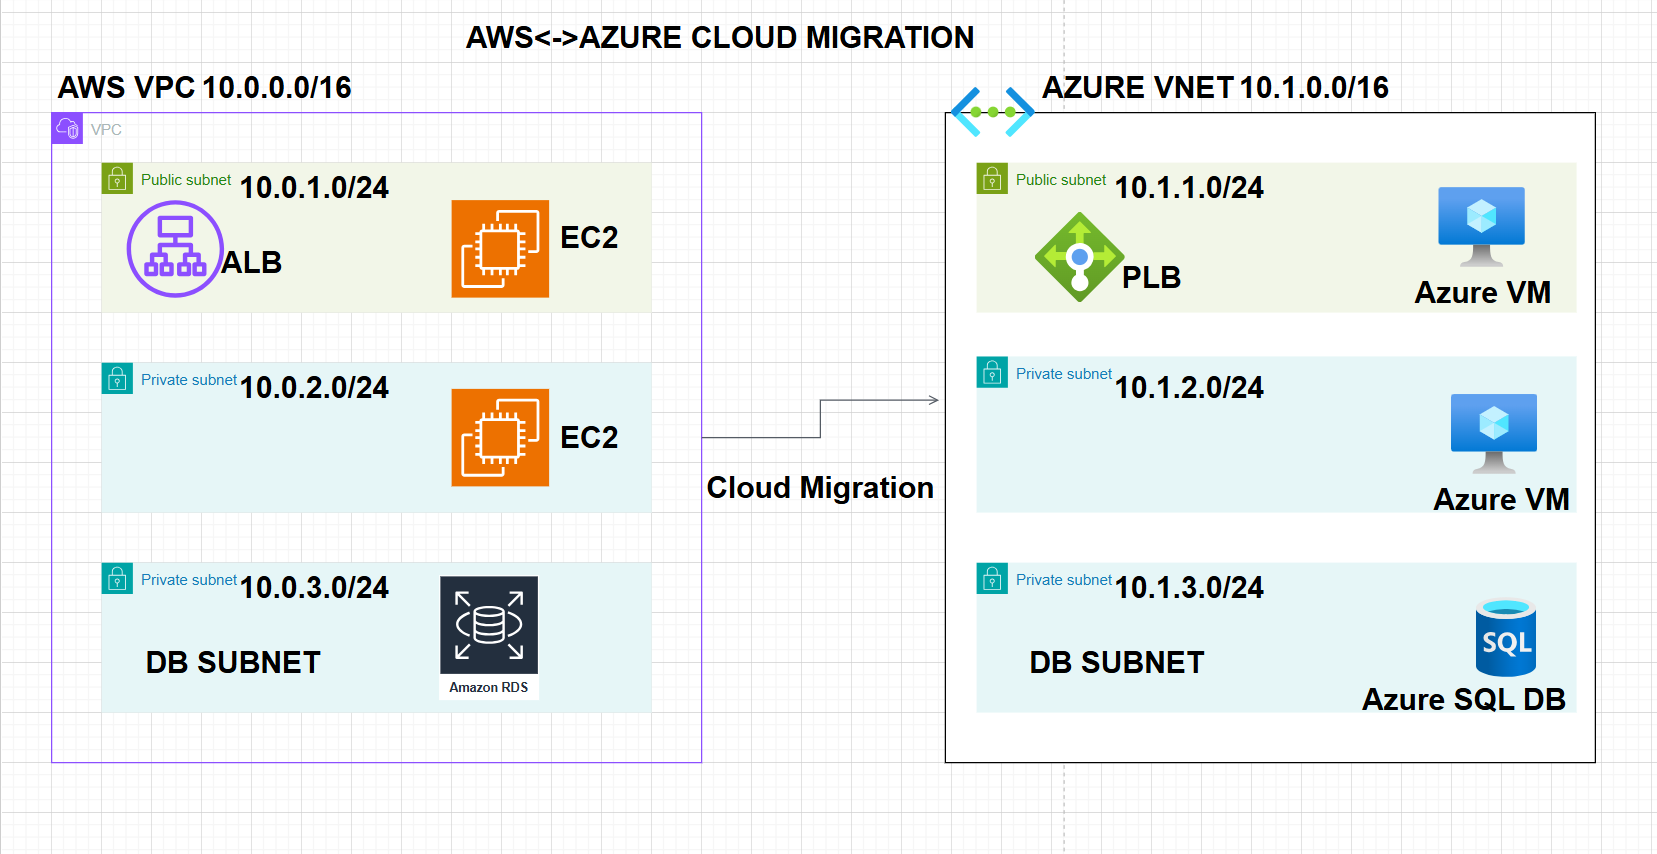 AWS<->AZURE CLOUD MIGRATION
AWS VPC 10.0.0.0/16
VPC
Public subnet 10.0.1.0/24
ALB
EC2
Private subnet 10.0.2.0/24
EC2
Private subnet 10.0.3.0/24
DB SUBNET
Amazon RDS
Cloud Migration
AZURE VNET 10.1.0.0/16
Public subnet 10.1.1.0/24
PLB
Azure VM
Private subnet 10.1.2.0/24
Azure VM
Private subnet 10.1.3.0/24
DB SUBNET
SQL
Azure SQL DB